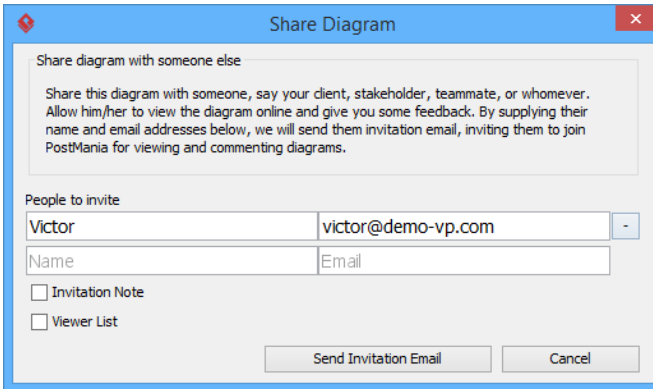 Share Diagram
Share diagram with someone else
Share this diagram with someone, say your client, stakeholder, teammate, or whomever.
Allow him/her to view the diagram online and give you some feedback. By supplying their
name and email addresses below, we will send them invitation email, inviting them to join
PostMania for viewing and commenting diagrams.
People to invite
Victor victor@demo-vp.com -
Name Email
Invitation Note
Viewer List
Send Invitation Email Cancel